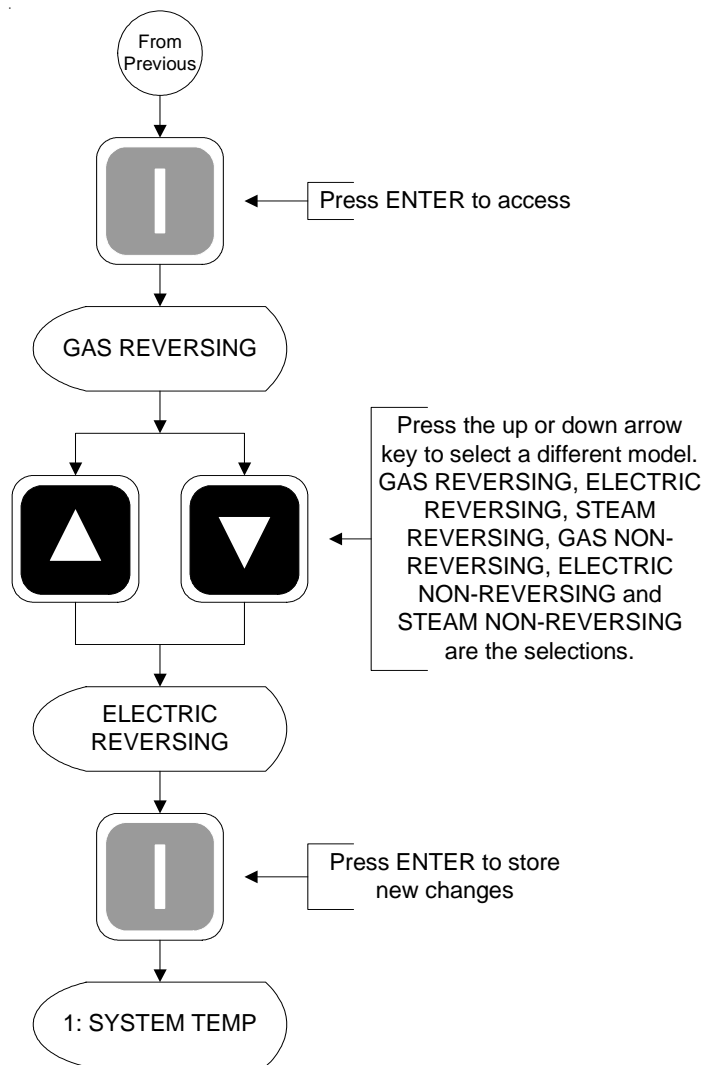 From
Previous
Press ENTER to access
GAS REVERSING
Press the up or down arrow
key to select a different model.
GAS REVERSING, ELECTRIC
REVERSING, STEAM
REVERSING, GAS NON-
REVERSING, ELECTRIC
NON-REVERSING and
STEAM NON-REVERSING
are the selections.
ELECTRIC
REVERSING
Press ENTER to store
new changes
1: SYSTEM TEMP